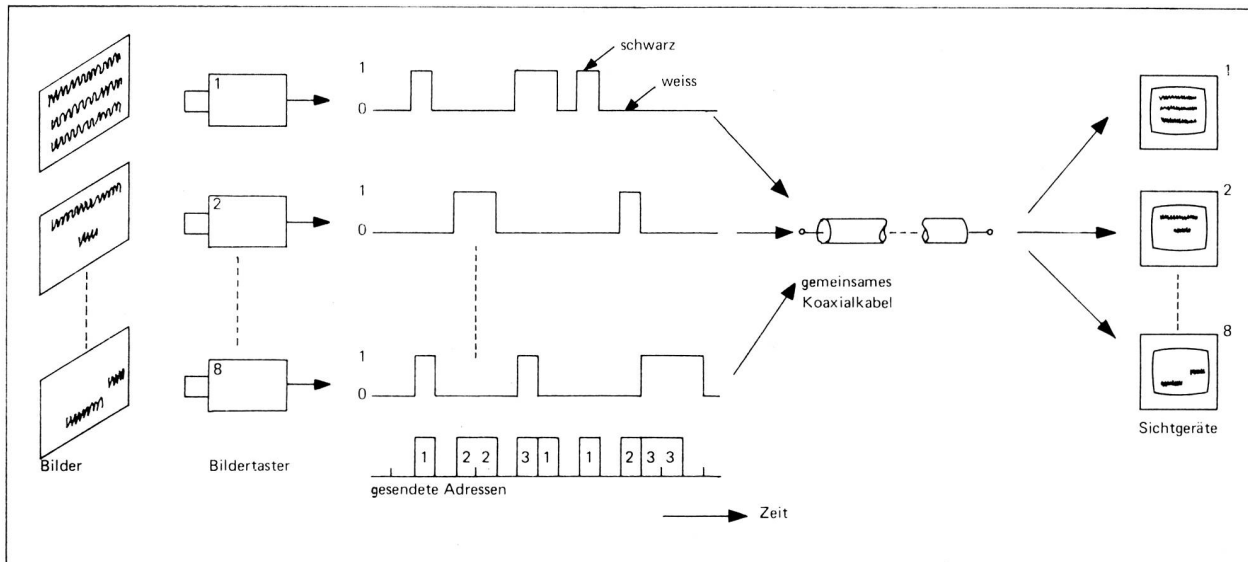 1
1
0
schwarz
weiss
1
2
1
0
2
gemeinsames
Koaxialkabel
8
1
0
8
Bilder
Bildertaster
1 2 2 3 1 1 2 3 3
Sichtgeräte
gesendete Adressen
Zeit